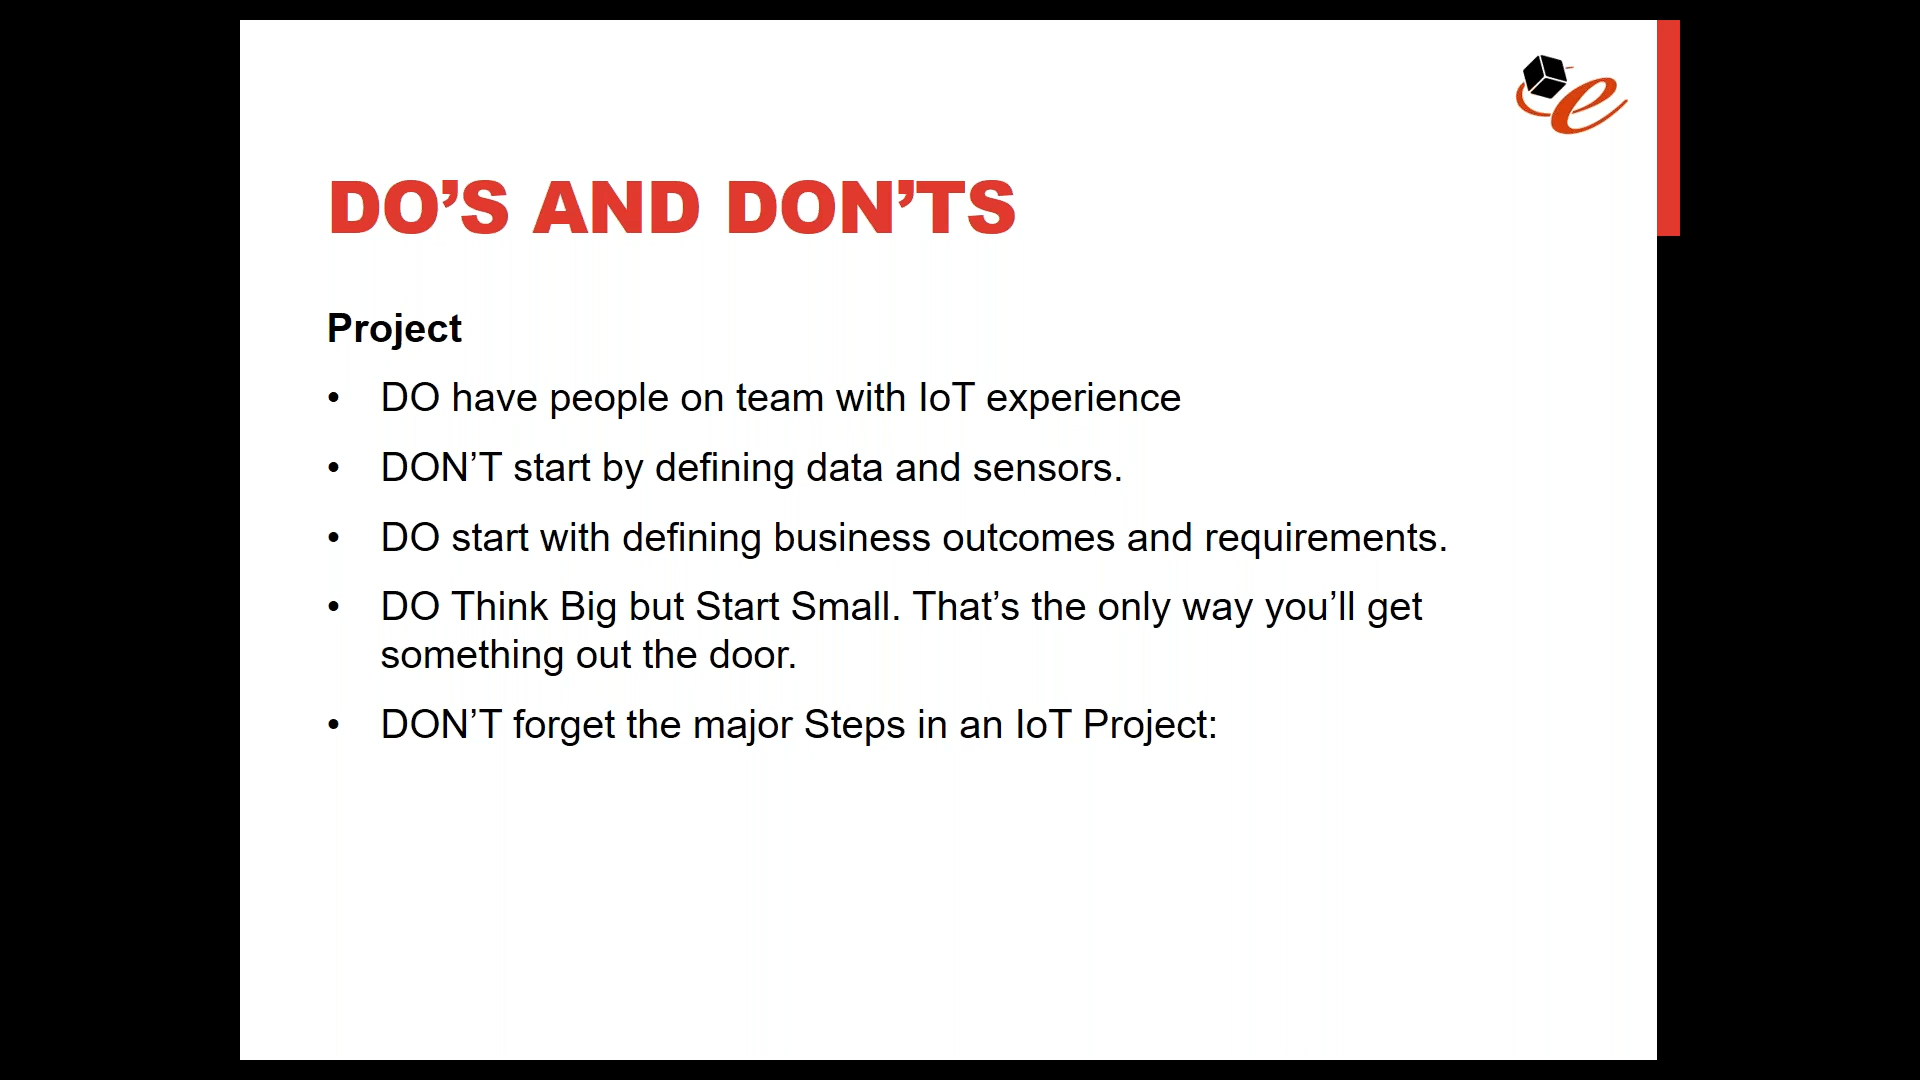 DO’S AND DON’TS
Project
• DO have people on team with IoT experience
• DON’T start by defining data and sensors.
• DO start with defining business outcomes and requirements.
• DO Think Big but Start Small. That’s the only way you’ll get
something out the door.
• DON’T forget the major Steps in an IoT Project: